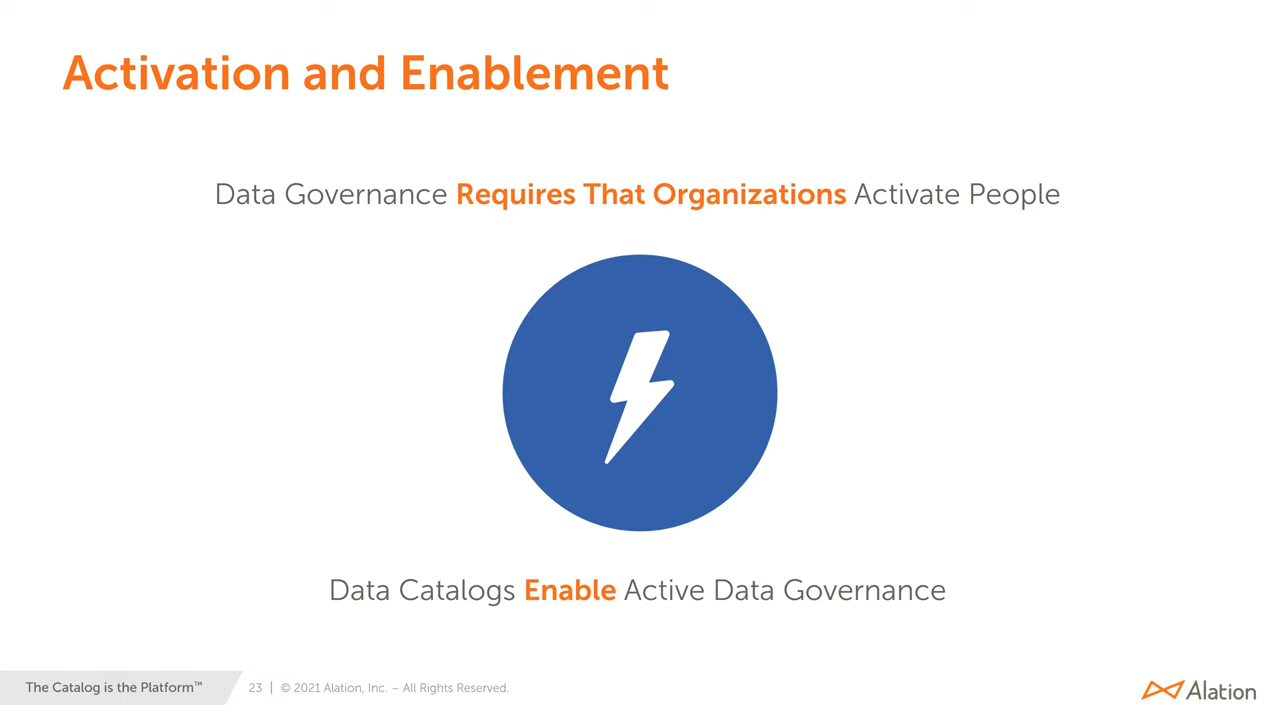 Activation and Enablement
Data Governance Requires That Organizations Activate People
Data Catalogs Enable Active Data Governance
The Catalog is the Platform™
23 | © 2021 Alation, Inc. – All Rights Reserved.
Alation